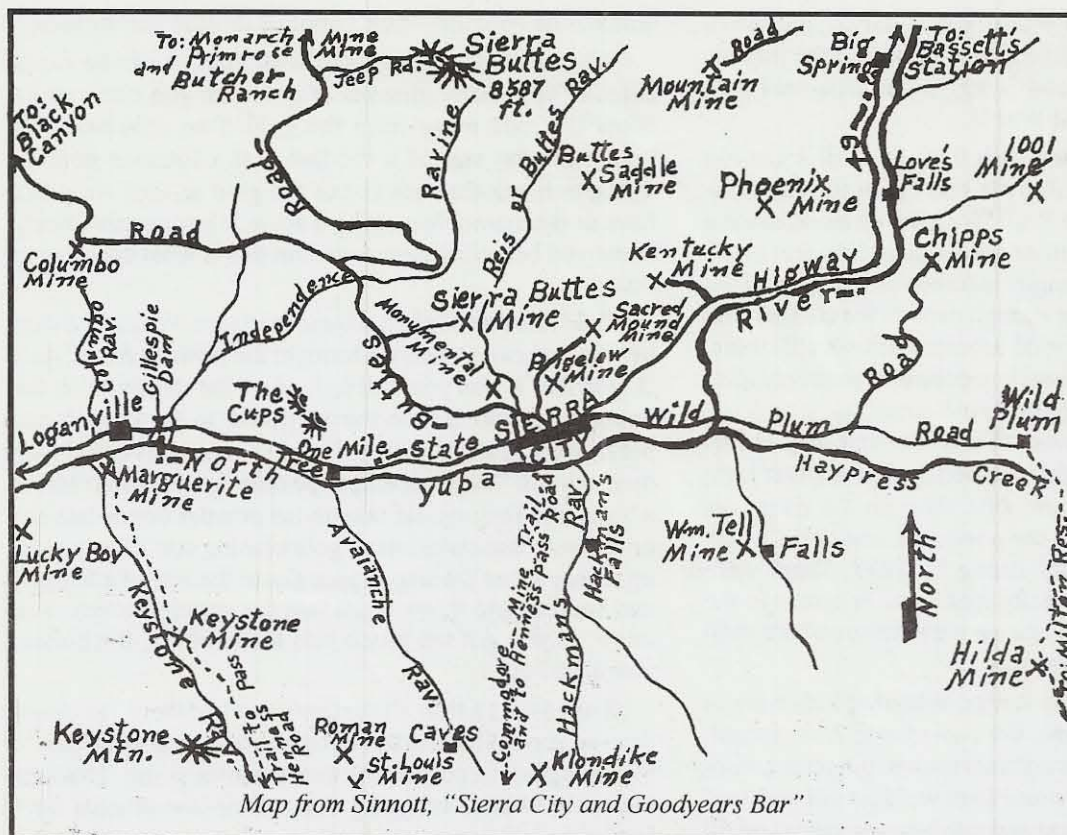 To: Monarch Mine
Primrose Mine
and Butcher
Ranch
Jeep Rd.
Sierra
Buttes
8587
ft.
Road
Mountain
Mine
Big
Springs
To:
Bassett's
Station
To:
Black
Canyon
Road
Ravine
Reis or Buttes Rav.
Buttes
Saddle
Mine
Phoenix
Mine
49
Love's
Falls
1001
Mine
Road
Columbo
Mine
Independence
Kentucky
Mine
Higway
River
Chipps
Mine
Columbo
Rav.
Gillespie
Dam
Monumental
Mine
Sierra Buttes
Mine
Sacred
Mound
Mine
Bigelow
Mine
Road
The
Cups
Buttes
Loganville
North
One
Mile
Tree
State
Yuba
SIERRA
CITY
Wild Plum Road
Wild
Plum
Haypress Creek
Marguerite
Mine
Lucky Boy
Mine
Wm. Tell
Mine
Falls
Hackman's
Falls
Rav.
North
Keystone
Mine
Keystone Rav.
Avalanche Rav.
Commodore Mine Trail
and to Henness Pass Road
Hackmans
To: Milton Res.
Hilda
Mine
Keystone
Mtn.
Trail to
Henness Pass
Road
Roman
Mine
St. Louis
Mine
Caves
Klondike
Mine
Map from Sinnott, "Sierra City and Goodyears Bar"